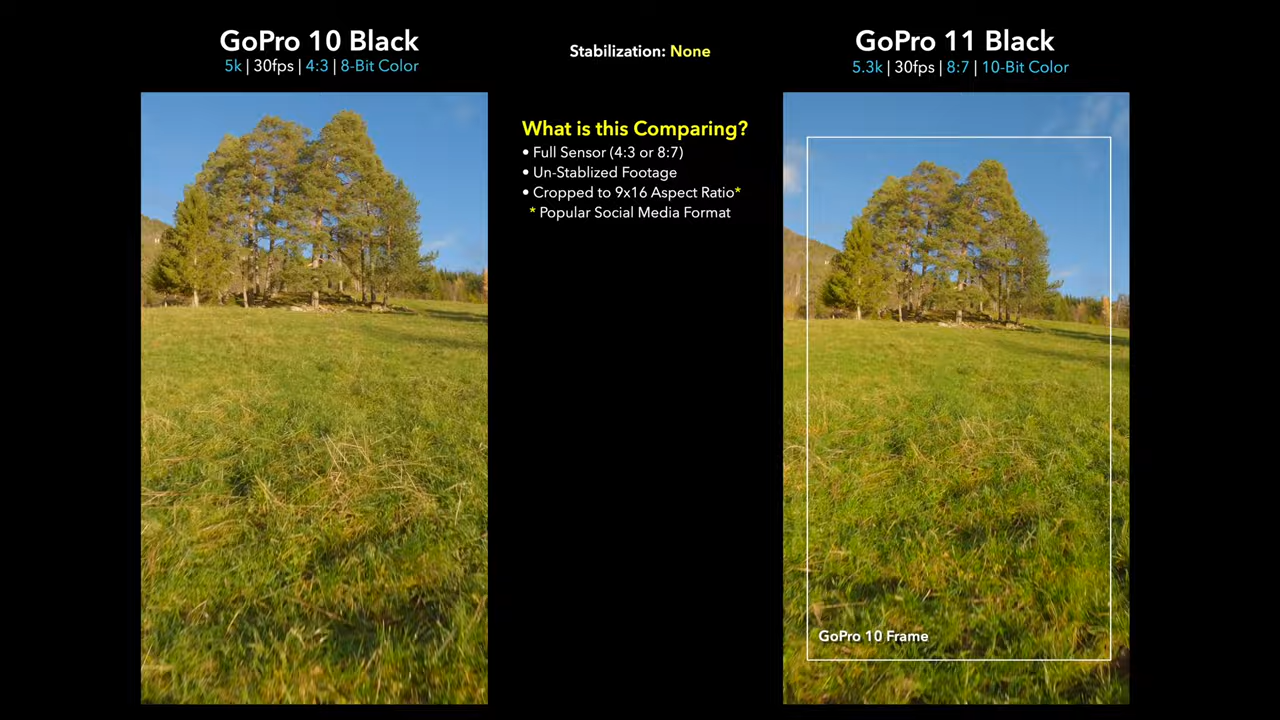 GoPro 10 Black
5k | 30fps | 4:3 | 8-Bit Color
Stabilization: None
GoPro 11 Black
5.3k | 30fps | 8:7 | 10-Bit Color
What is this Comparing?
• Full Sensor (4:3 or 8:7)
• Un-Stablized Footage
• Cropped to 9x16 Aspect Ratio*
* Popular Social Media Format
GoPro 10 Frame